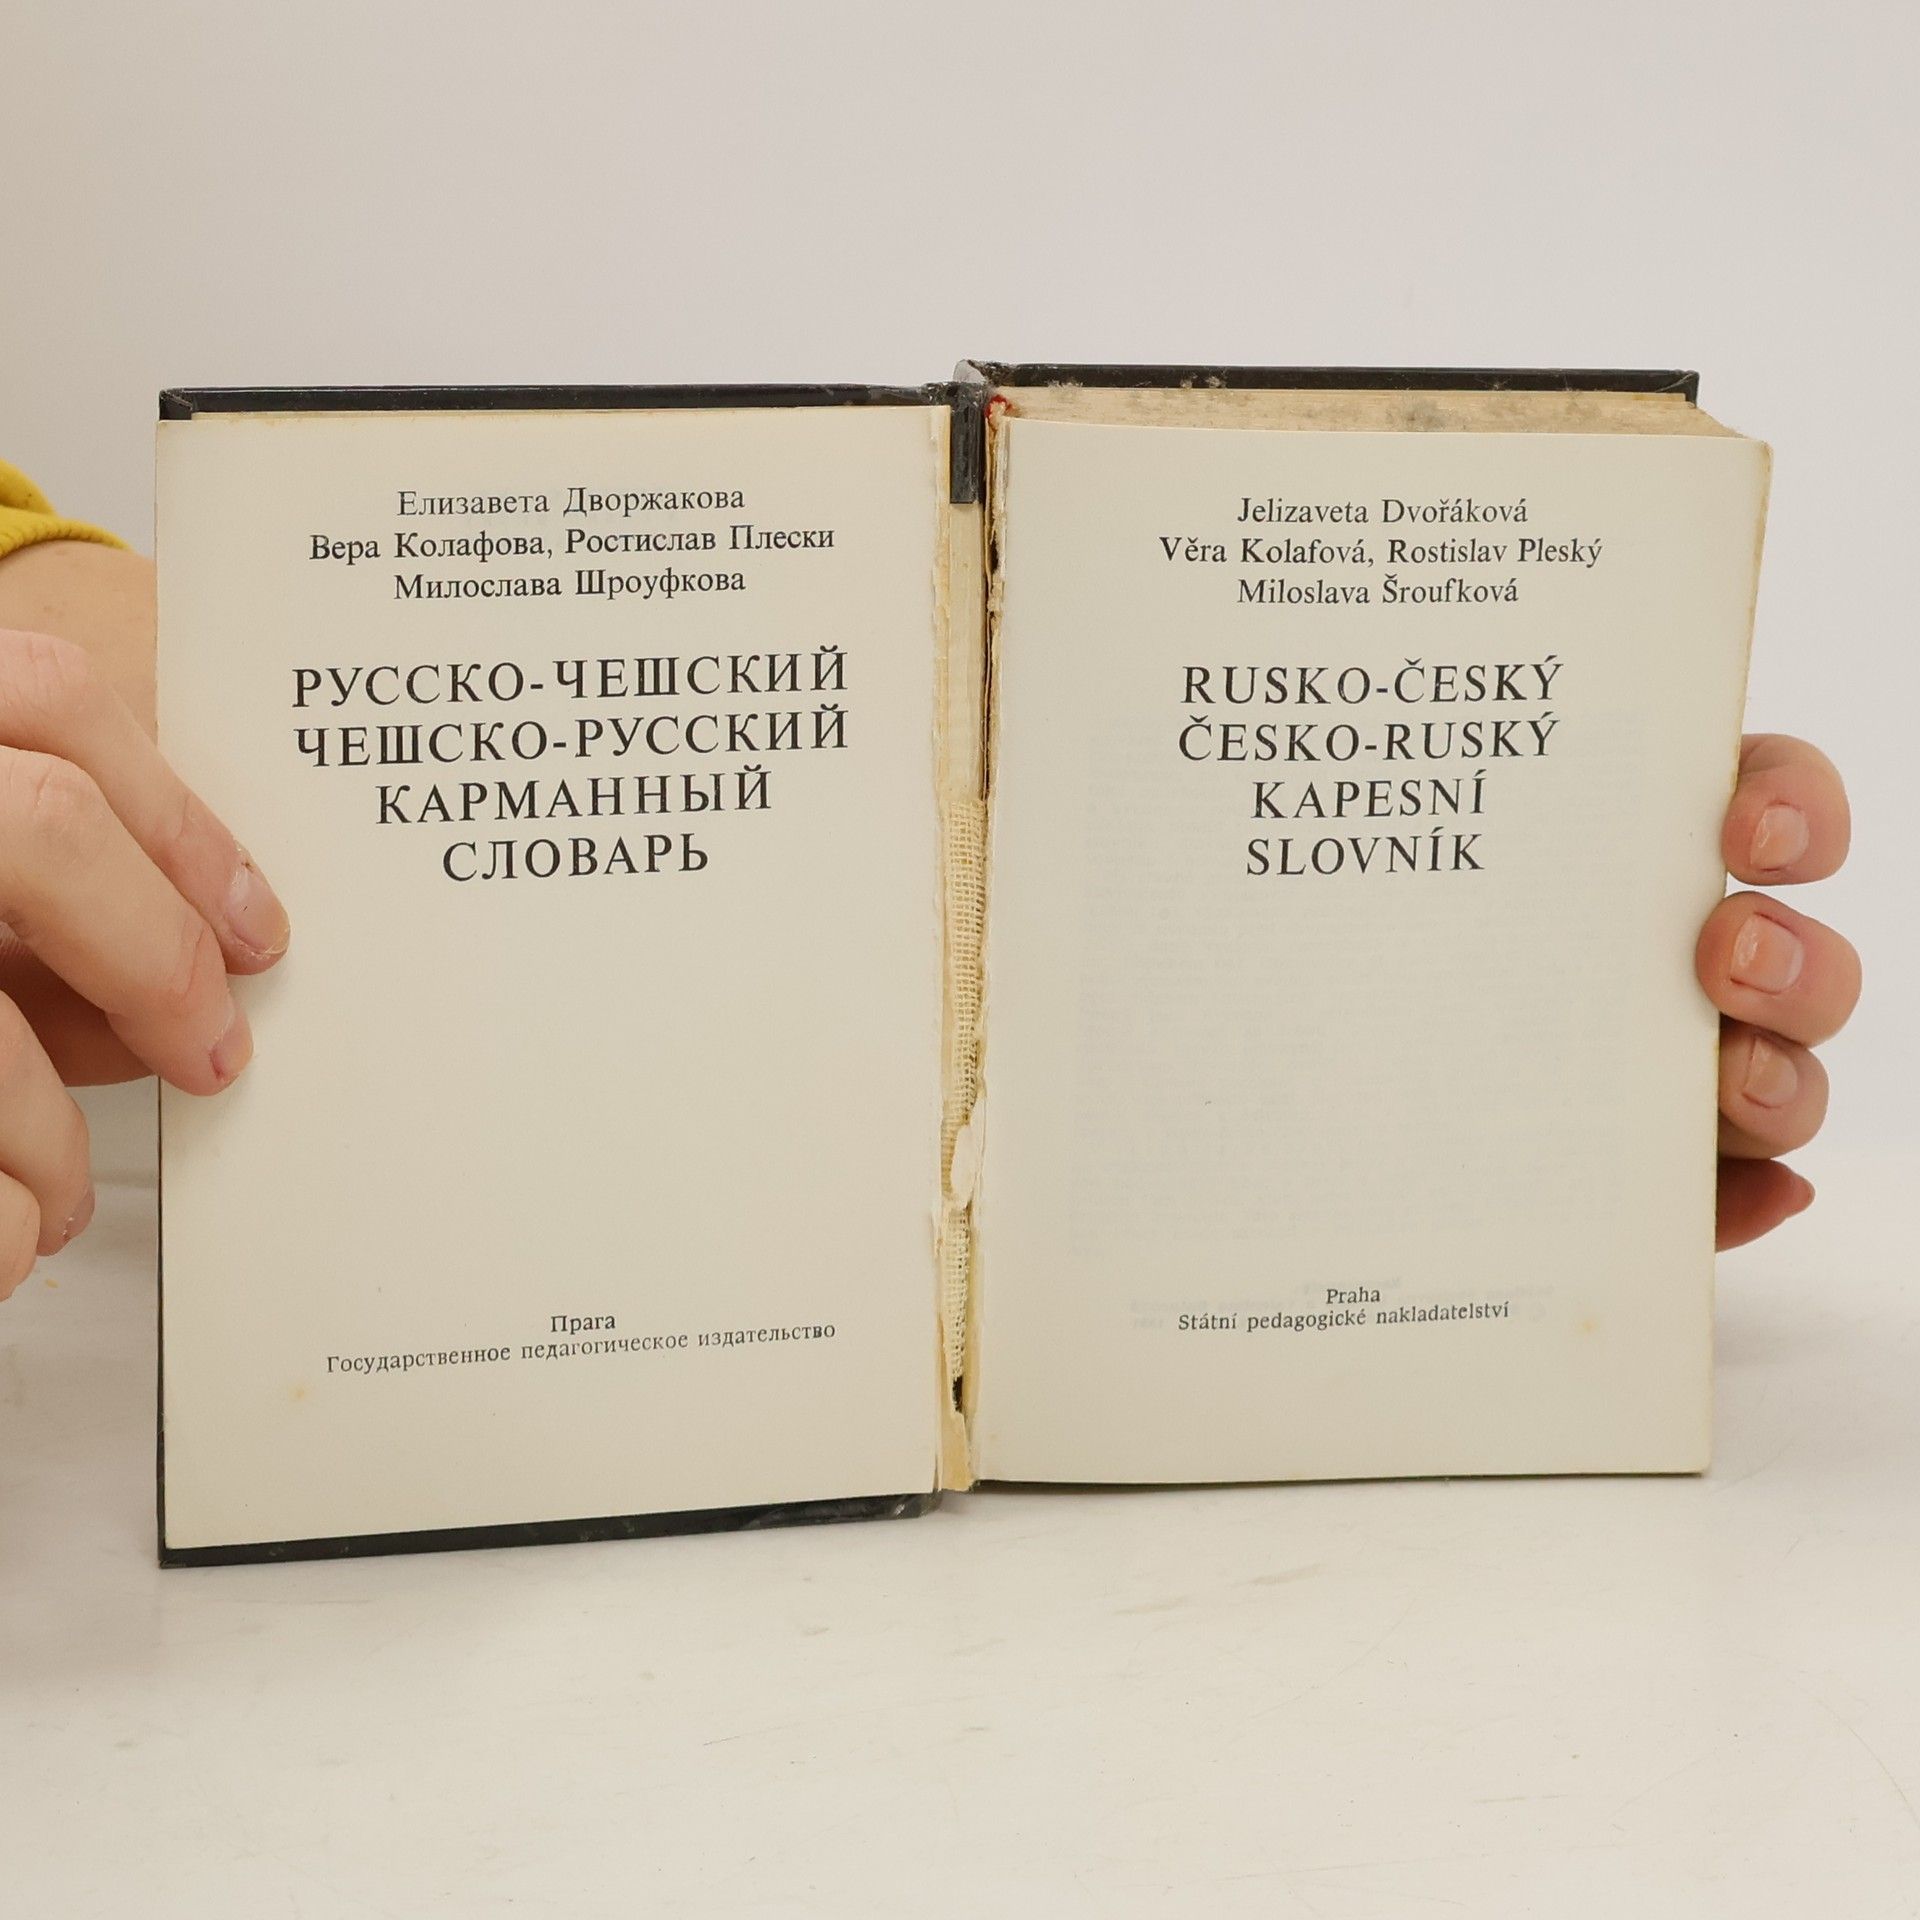 Елизавета Дворжакова
Вера Колафова, Ростислав Плески
Милослава Шроуфкова
РУССКО-ЧЕШСКИЙ
ЧЕШСКО-РУССКИЙ
КАРМАННЫЙ
СЛОВАРЬ
Прага
Государственное педагогическое издательство
Jelizaveta Dvořáková
Věra Kolafová, Rostislav Pleský
Miloslava Šroufková
RUSKO-ČESKÝ
ČESKO-RUSKÝ
KAPESNÍ
SLOVNÍK
Praha
Státní pedagogické nakladatelství